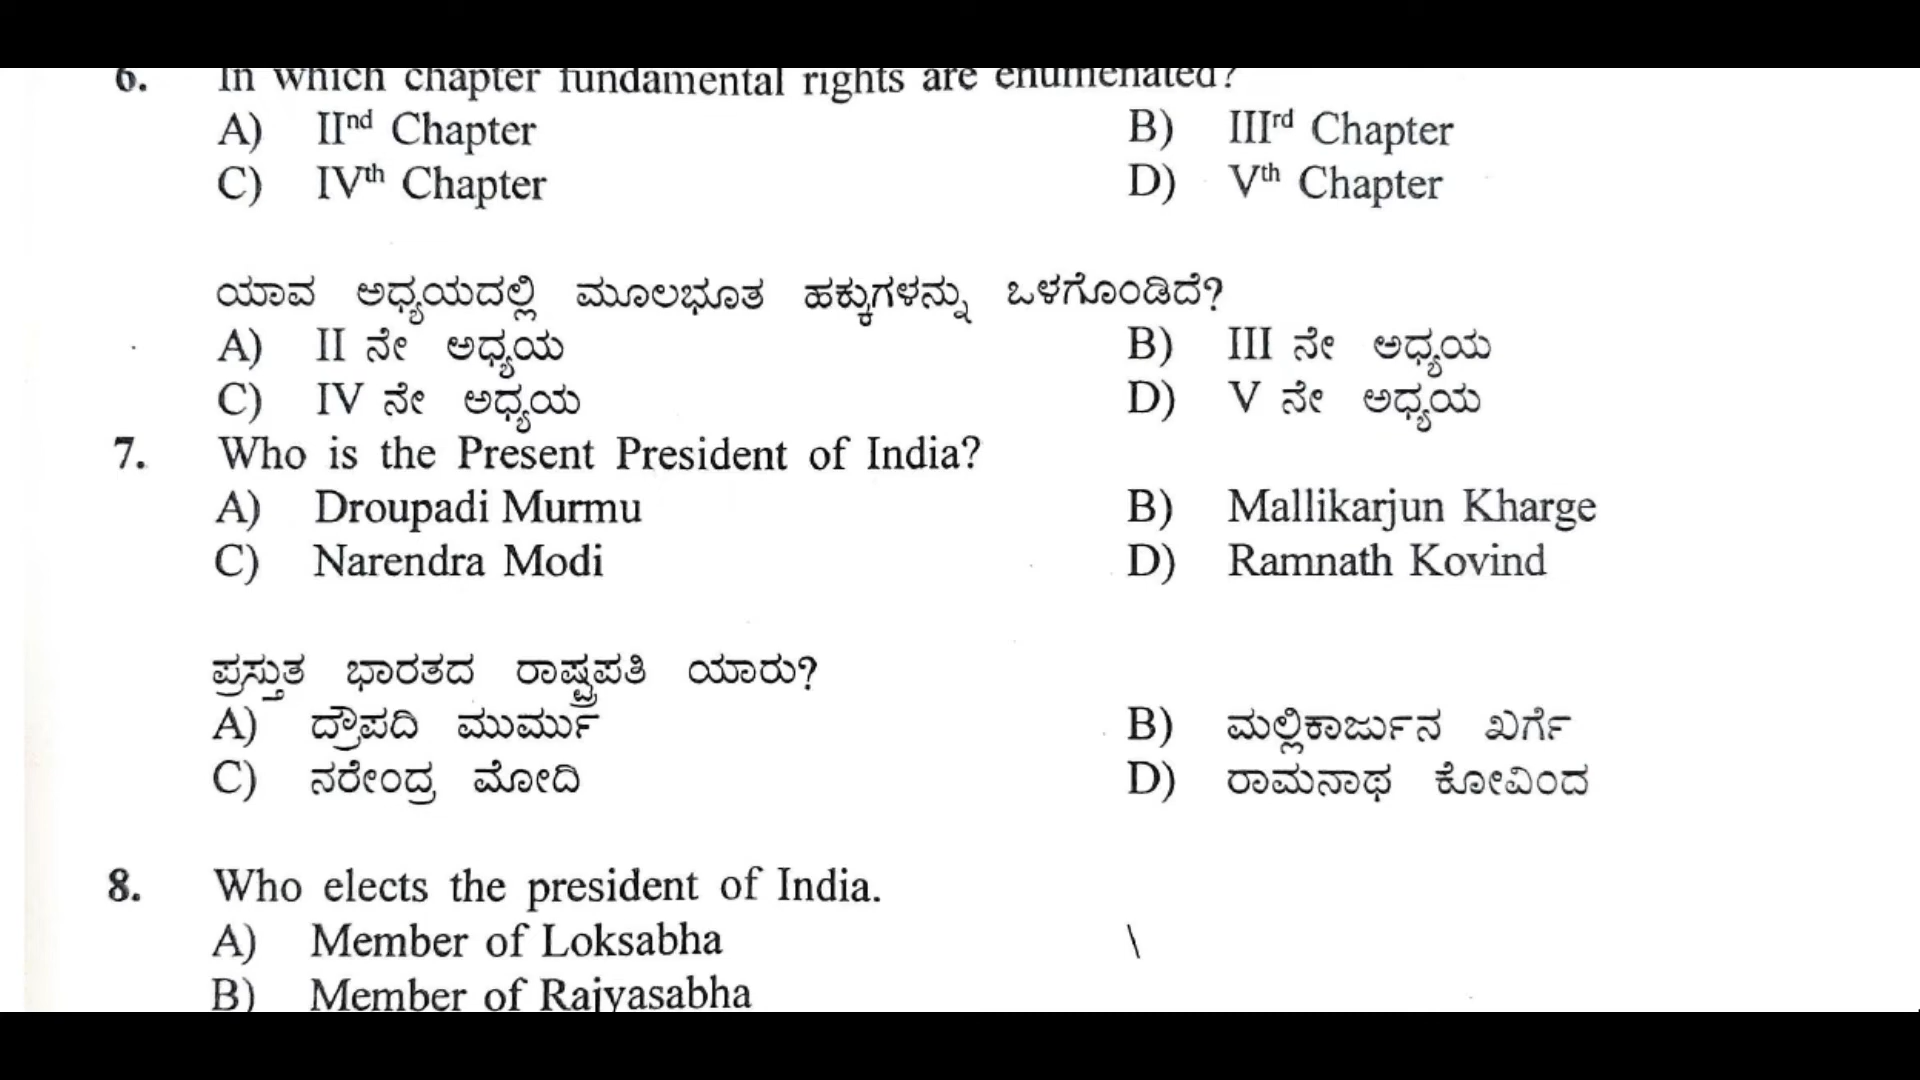 6. In which chapter fundamental rights are enumenated?
A) IInd Chapter B) IIIrd Chapter
C) IVth Chapter D) Vth Chapter
ಯಾವ ಅಧ್ಯಯದಲ್ಲಿ ಮೂಲಭೂತ ಹಕ್ಕುಗಳನ್ನು ಒಳಗೊಂಡಿದೆ?
A) II ನೇ ಅಧ್ಯಯ B) III ನೇ ಅಧ್ಯಯ
C) IV ನೇ ಅಧ್ಯಯ D) V ನೇ ಅಧ್ಯಯ
7. Who is the Present President of India?
A) Droupadi Murmu B) Mallikarjun Kharge
C) Narendra Modi D) Ramnath Kovind
ಪ್ರಸ್ತುತ ಭಾರತದ ರಾಷ್ಟ್ರಪತಿ ಯಾರು?
A) ದ್ರೌಪದಿ ಮುರ್ಮು B) ಮಲ್ಲಿಕಾರ್ಜುನ ಖರ್ಗೆ
C) ನರೇಂದ್ರ ಮೋದಿ D) ರಾಮನಾಥ ಕೋವಿಂದ
8. Who elects the president of India.
A) Member of Loksabha
B) Member of Rajyasabha